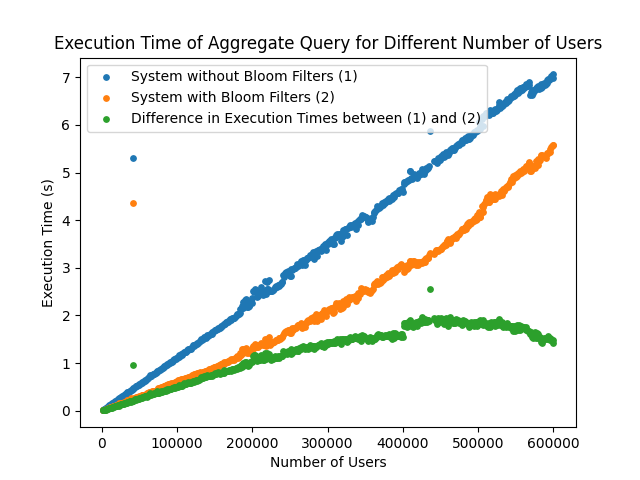 Execution Time of Aggregate Query for Different Number of Users
System without Bloom Filters (1)
System with Bloom Filters (2)
Difference in Execution Times between (1) and (2)
Execution Time (s)
7
6
5
4
3
2
1
0
0 100000 200000 300000 400000 500000 600000
Number of Users